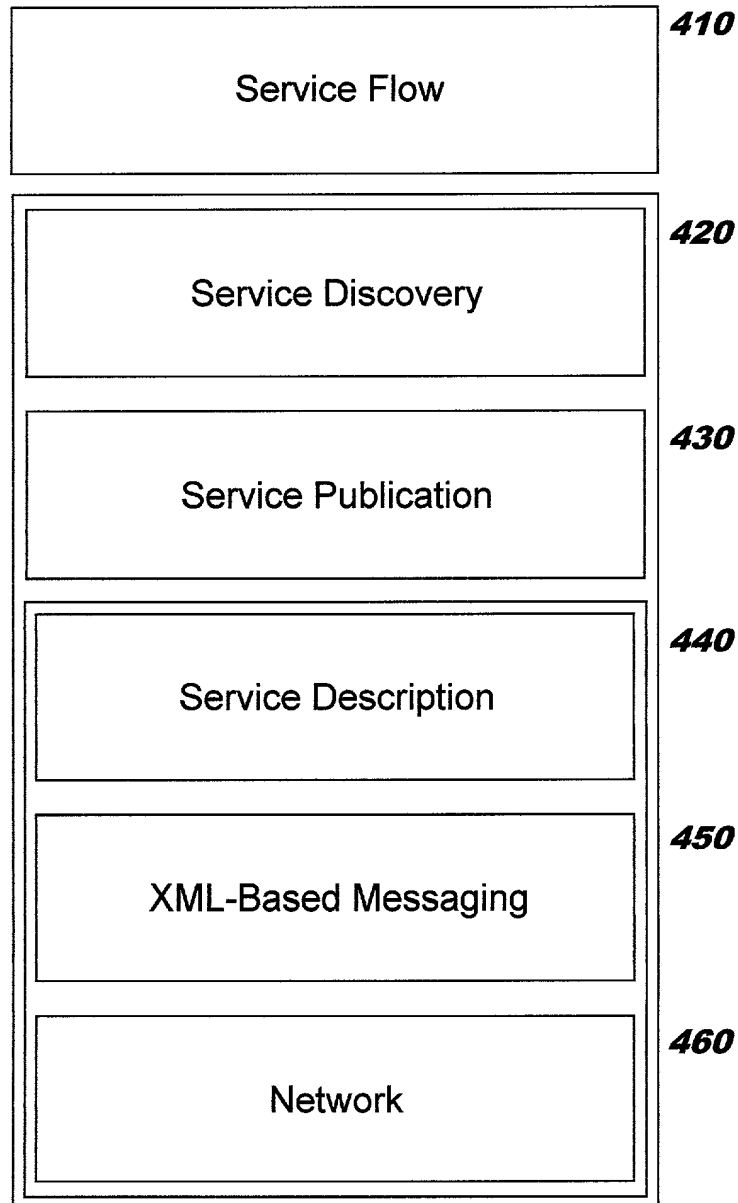 410
Service Flow
420
Service Discovery
430
Service Publication
440
Service Description
450
XML-Based Messaging
460
Network